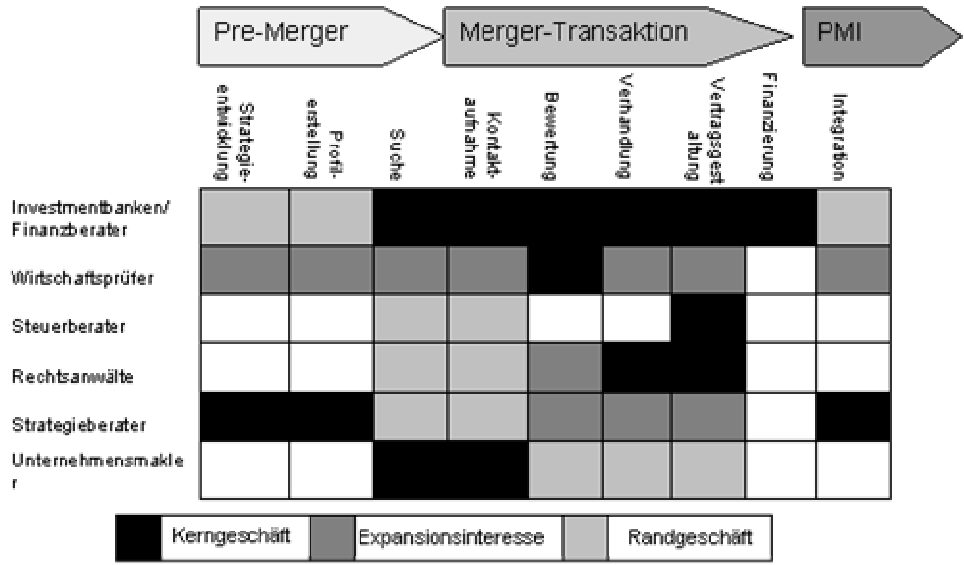 Pre-Merger
Merger-Transaktion
PMI
Strategie-
entwicklung
Profil-
erstellung
Suche
Kontakt-
aufnahme
Bewertung
Verhandlung
Vertragsgest
altung
Finanzierung
Integration
Investmentbanken/
Finanzberater
Wirtschaftsprüfer
Steuerberater
Rechtsanwälte
Strategieberater
Unternehmensmakle
r
Kerngeschäft
Expansionsinteresse
Randgeschäft